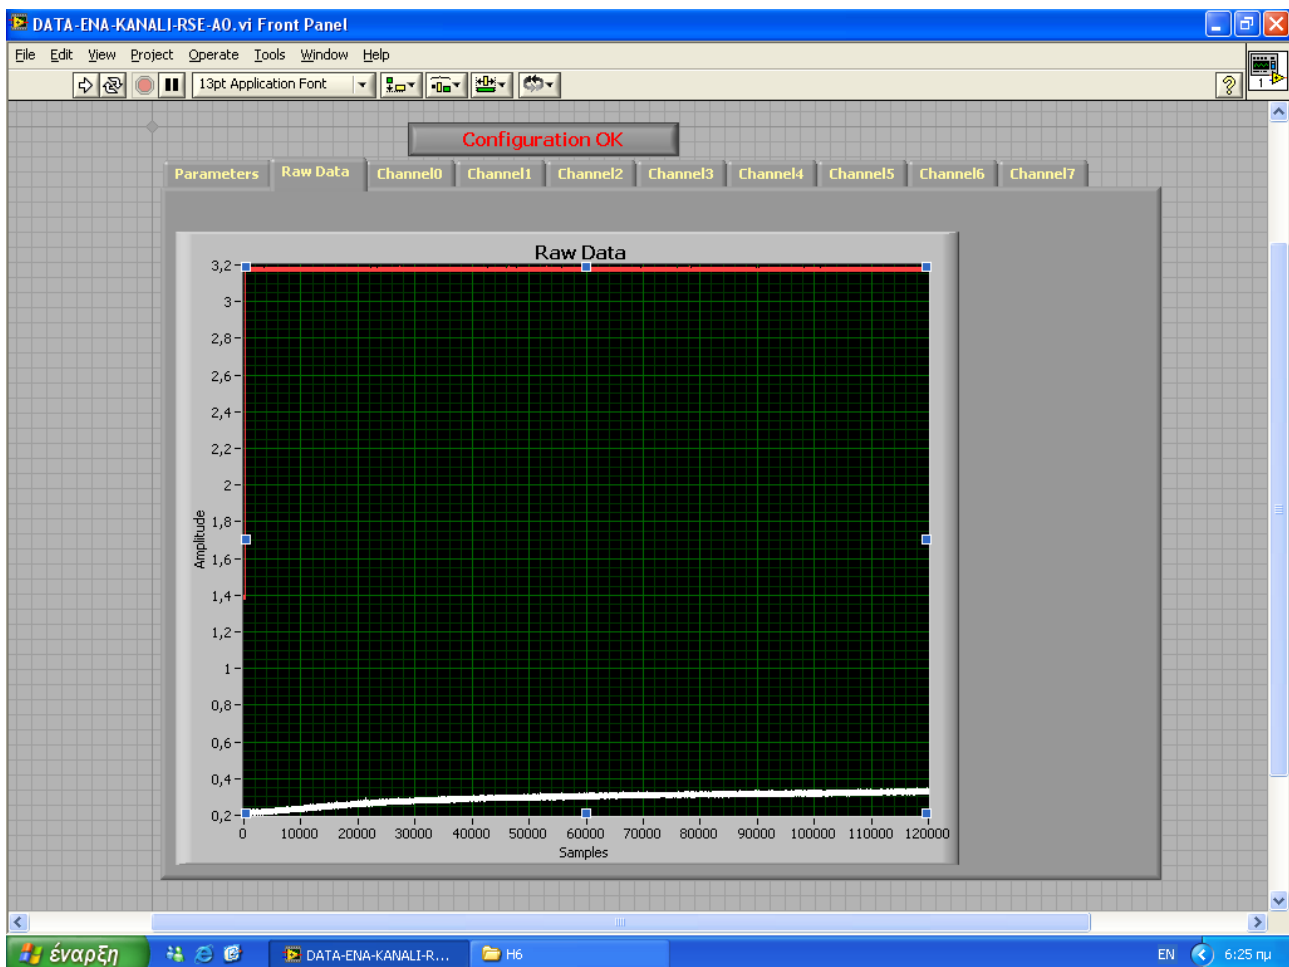 DATA-ENA-KANALI-RSE-A0.vi Front Panel
File Edit View Project Operate Tools Window Help
13pt Application Font
1
Configuration OK
Parameters Raw Data Channel0 Channel1 Channel2 Channel3 Channel4 Channel5 Channel6 Channel7
Raw Data
3,2
3
2,8
2,6
2,4
2,2
2
1,8
1,6
1,4
1,2
1
0,8
0,6
0,4
0,2
Amplitude
0 10000 20000 30000 40000 50000 60000 70000 80000 90000 100000 110000 120000
Samples
έναρξη DATA-ENA-KANALI-R... H6 EN 6:25 πμ